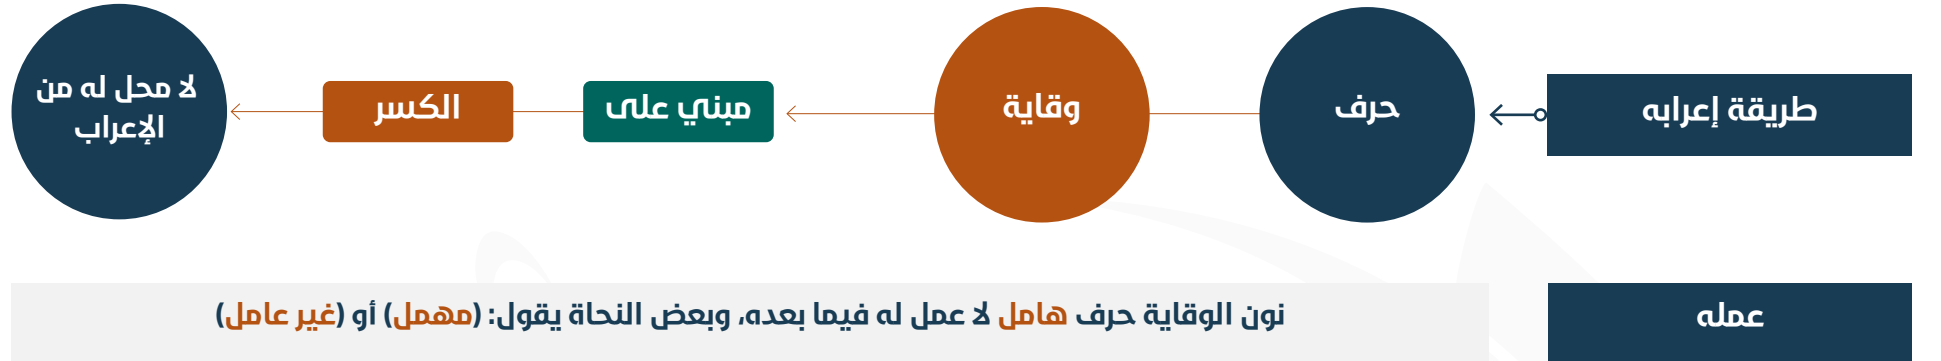 طريقة إعرابه
حرف
وقاية
مبني على
الكسر
لا محل له من
الإعراب
عمله
نون الوقاية حرف هامل لا عمل له فيما بعده، وبعض النحاة يقول: (مهمل) أو (غير عامل)